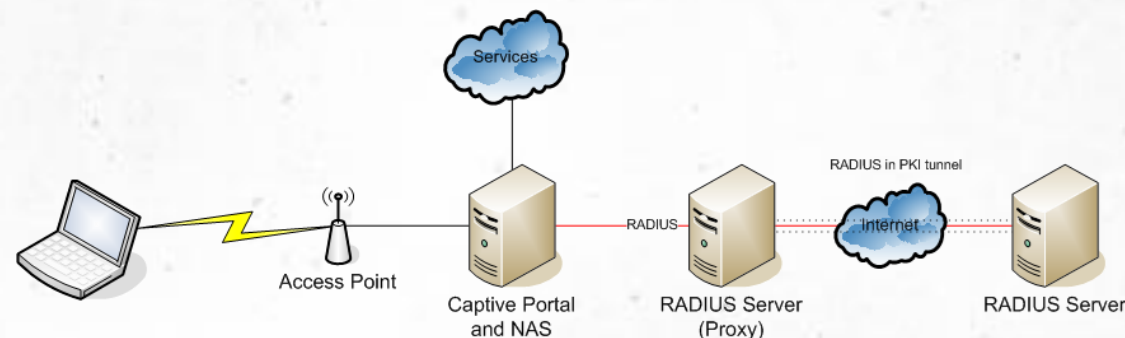 Services
RADIUS in PKI tunnel
RADIUS
Internet
Access Point
Captive Portal
and NAS
RADIUS Server
(Proxy)
RADIUS Server